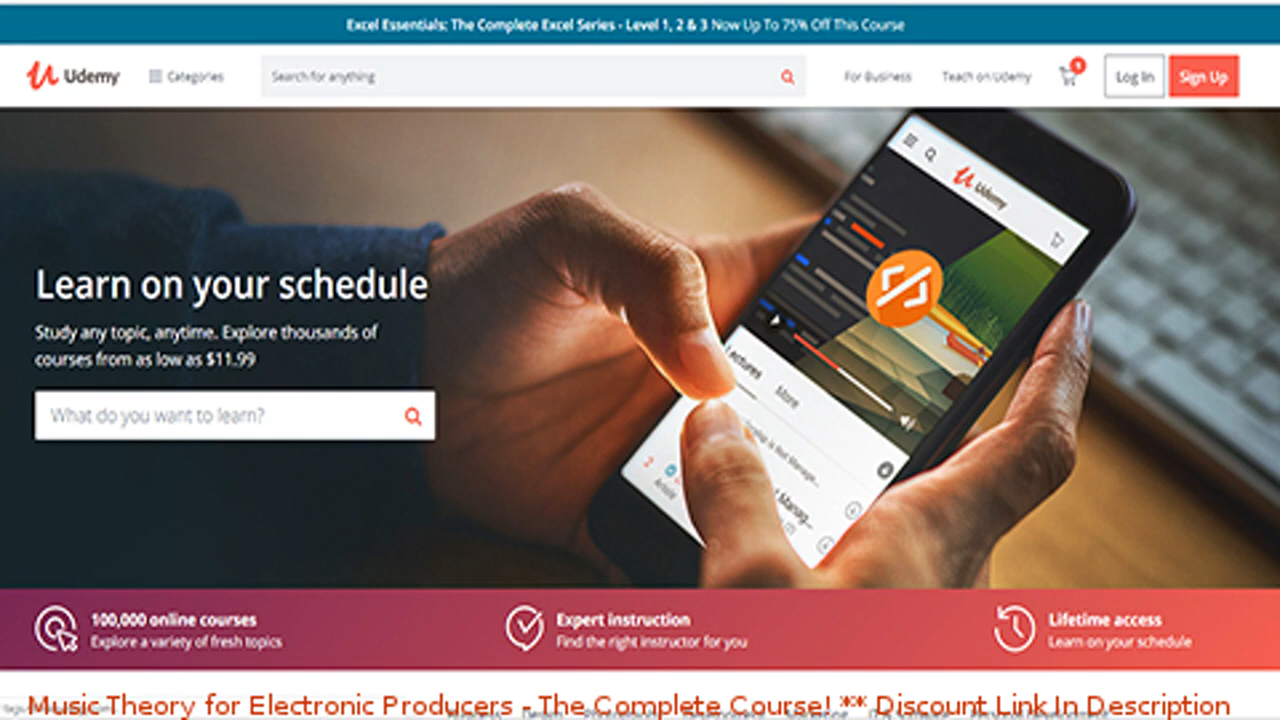 Excel Essentials: The Complete Excel Series - Level 1, 2 & 3 Now Up To 75% Off This Course
Udemy
Categories
Search for anything
For Business
Teach on Udemy
1
Log In
Sign Up
Udemy
Learn on your schedule
Study any topic, anytime. Explore thousands of
courses from as low as $11.99
What do you want to learn?
Lectures
More
2
Article
100,000 online courses
Explore a variety of fresh topics
Expert instruction
Find the right instructor for you
Lifetime access
Learn on your schedule
Music Theory for Electronic Producers - The Complete Course! ** Discount Link In Description